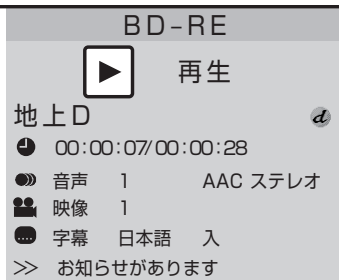 BD-RE
再生
地上D d
00:00:07/00:00:28
音声 1 AAC ステレオ
映像 1
字幕 日本語 入
>> お知らせがあります